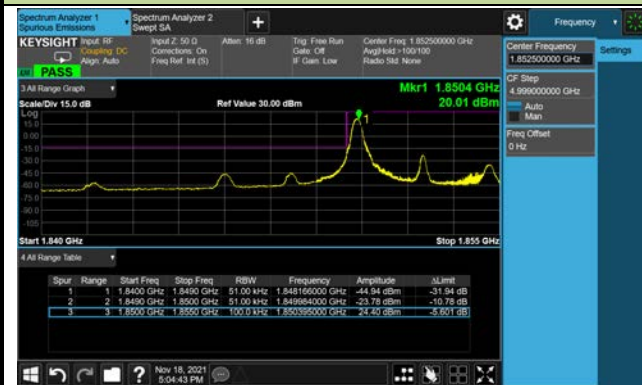 Spectrum Analyzer 1
Spurious Emissions
Spectrum Analyzer 2
Swept SA
Frequency
KEYSIGHT
Input: RF
Coupling: DC
Align: Auto
Input Z: 50 Ω
Corrections: On
Freq Ref: Int (S)
Atten: 16 dB
Trig: Free Run
Gate: Off
IF Gain: Low
Center Freq: 1.852500000 GHz
Avg|Hold:>100/100
Radio Std: None
PASS
Center Frequency
1.852500000 GHz
Settings
CF Step
4.999000000 GHz
Auto
Man
Freq Offset
0 Hz
3 All Range Graph
Scale/Div 15.0 dB
Ref Value 30.00 dBm
Mkr1 1.8504 GHz
20.01 dBm
Log
15.0
0.00
-15.0
-30.0
-45.0
-60.0
-75.0
-90.0
-105
1
Start 1.840 GHz
Stop 1.855 GHz
4 All Range Table
Spur Range Start Freq Stop Freq RBW Frequency Amplitude ΔLimit
1 1 1.8400 GHz 1.8490 GHz 51.00 kHz 1.848166000 GHz -44.94 dBm -31.94 dB
2 2 1.8490 GHz 1.8500 GHz 51.00 kHz 1.849984000 GHz -23.78 dBm -10.78 dB
3 3 1.8500 GHz 1.8550 GHz 100.0 kHz 1.850395000 GHz 24.40 dBm -5.601 dB
Nov 18, 2021
5:04:43 PM